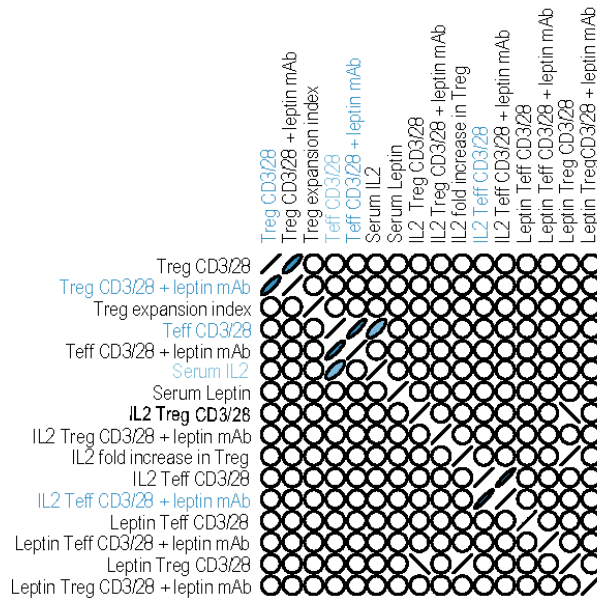 Treg CD3/28
Treg CD3/28 + leptin mAb
Treg expansion index
Teff CD3/28
Teff CD3/28 + leptin mAb
Serum IL2
Serum Leptin
IL2 Treg CD3/28
IL2 Treg CD3/28 + leptin mAb
IL2 fold increase in Treg
IL2 Teff CD3/28
IL2 Teff CD3/28 + leptin mAb
Leptin Teff CD3/28
Leptin Teff CD3/28 + leptin mAb
Leptin Treg CD3/28
Leptin TregCD3/28 + leptin mAb
Treg CD3/28
Treg CD3/28 + leptin mAb
Treg expansion index
Teff CD3/28
Teff CD3/28 + leptin mAb
Serum IL2
Serum Leptin
IL2 Treg CD3/28
IL2 Treg CD3/28 + leptin mAb
IL2 fold increase in Treg
IL2 Teff CD3/28
IL2 Teff CD3/28 + leptin mAb
Leptin Teff CD3/28
Leptin Teff CD3/28 + leptin mAb
Leptin Treg CD3/28
Leptin Treg CD3/28 + leptin mAb